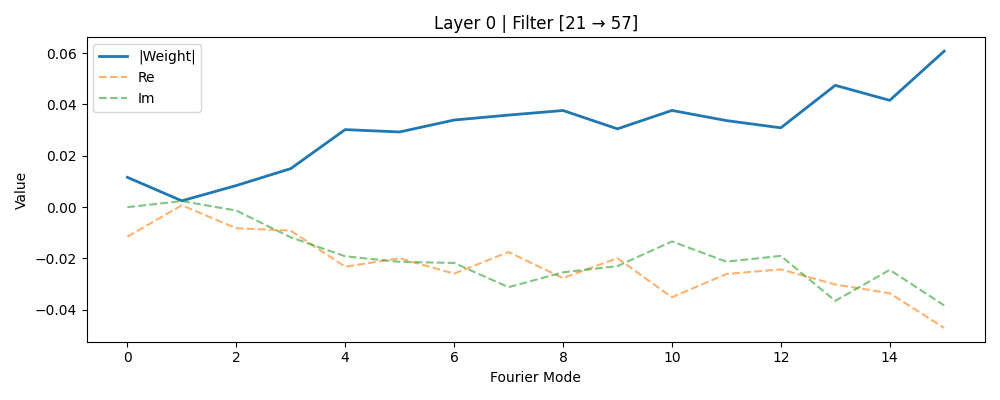 Layer 0 | Filter [21 → 57]
|Weight|
Re
Im
Value
0.06
0.04
0.02
0.00
−0.02
−0.04
0 2 4 6 8 10 12 14
Fourier Mode